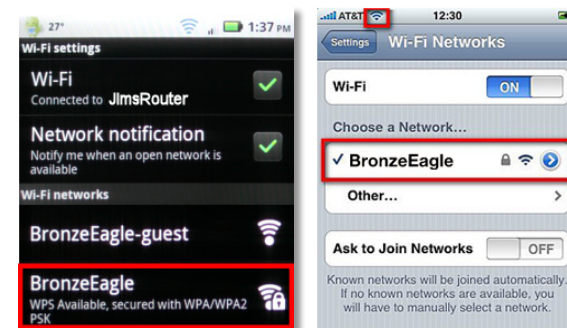 27°
1:37 PM
Wi-Fi settings
Wi-Fi
Connected to JimsRouter
Network notification
Notify me when an open network is
available
Wi-Fi networks
BronzeEagle-guest
BronzeEagle
WPS Available, secured with WPA/WPA2
PSK
AT&T
12:30
Settings
Wi-Fi Networks
Wi-Fi
ON
Choose a Network...
BronzeEagle
Other...
Ask to Join Networks
OFF
Known networks will be joined automatically.
If no known networks are available, you
will have to manually select a network.